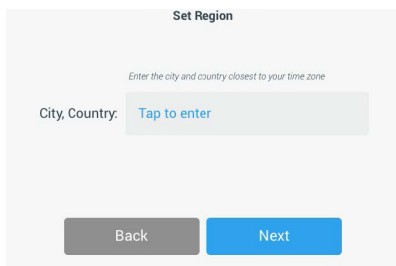 Set Region
Enter the city and country closest to your time zone
City, Country: Tap to enter
Back Next